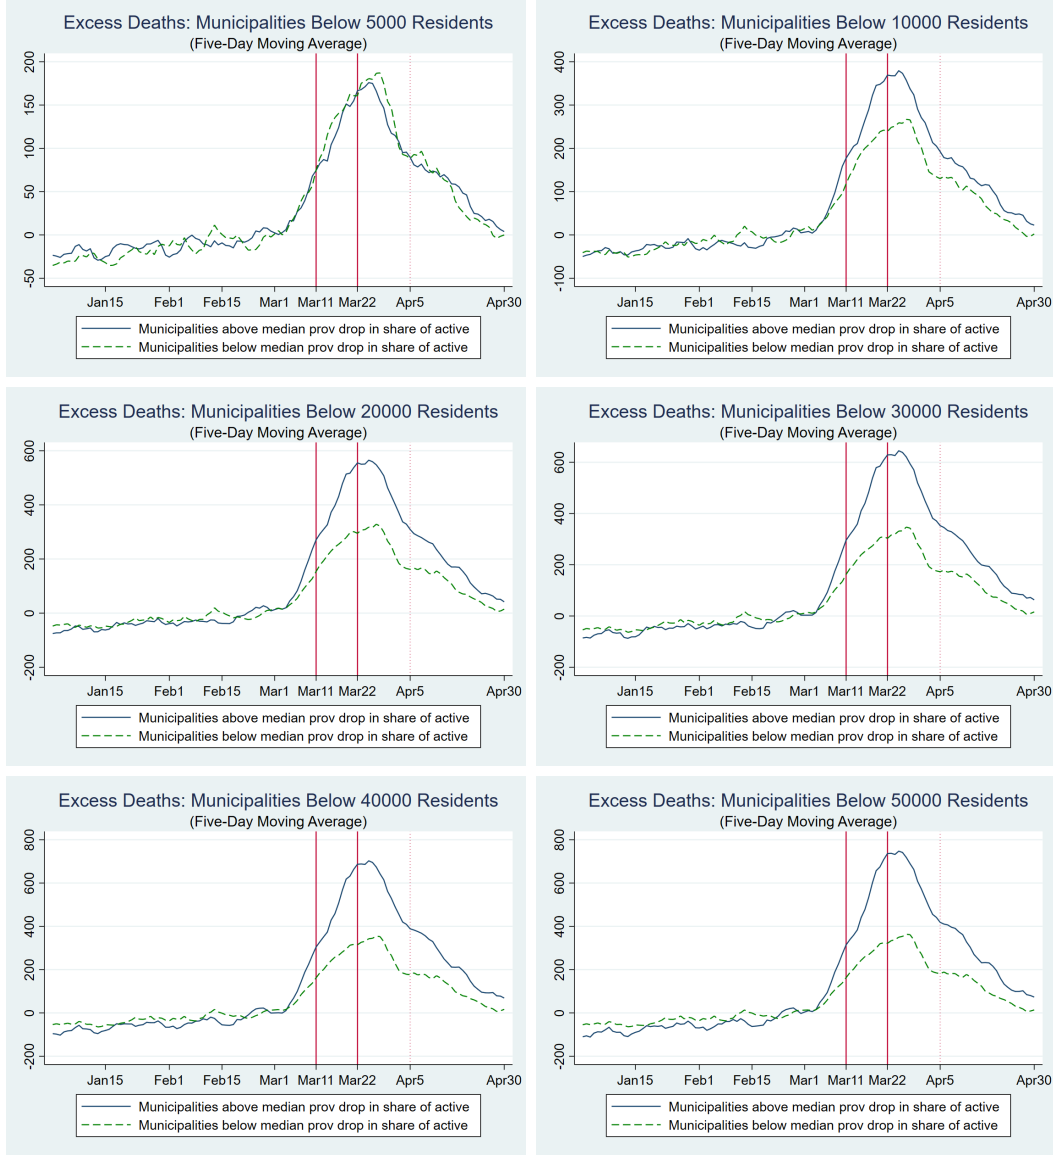 Excess Deaths: Municipalities Below 5000 Residents
(Five-Day Moving Average)
200
150
100
50
0
-50
Jan15 Feb1 Feb15 Mar1 Mar11 Mar22 Apr5 Apr30
Municipalities above median prov drop in share of active
Municipalities below median prov drop in share of active
Excess Deaths: Municipalities Below 10000 Residents
(Five-Day Moving Average)
400
300
200
100
0
-100
Jan15 Feb1 Feb15 Mar1 Mar11 Mar22 Apr5 Apr30
Municipalities above median prov drop in share of active
Municipalities below median prov drop in share of active
Excess Deaths: Municipalities Below 20000 Residents
(Five-Day Moving Average)
600
400
200
0
-200
Jan15 Feb1 Feb15 Mar1 Mar11 Mar22 Apr5 Apr30
Municipalities above median prov drop in share of active
Municipalities below median prov drop in share of active
Excess Deaths: Municipalities Below 30000 Residents
(Five-Day Moving Average)
600
400
200
0
-200
Jan15 Feb1 Feb15 Mar1 Mar11 Mar22 Apr5 Apr30
Municipalities above median prov drop in share of active
Municipalities below median prov drop in share of active
Excess Deaths: Municipalities Below 40000 Residents
(Five-Day Moving Average)
800
600
400
200
0
-200
Jan15 Feb1 Feb15 Mar1 Mar11 Mar22 Apr5 Apr30
Municipalities above median prov drop in share of active
Municipalities below median prov drop in share of active
Excess Deaths: Municipalities Below 50000 Residents
(Five-Day Moving Average)
800
600
400
200
0
-200
Jan15 Feb1 Feb15 Mar1 Mar11 Mar22 Apr5 Apr30
Municipalities above median prov drop in share of active
Municipalities below median prov drop in share of active